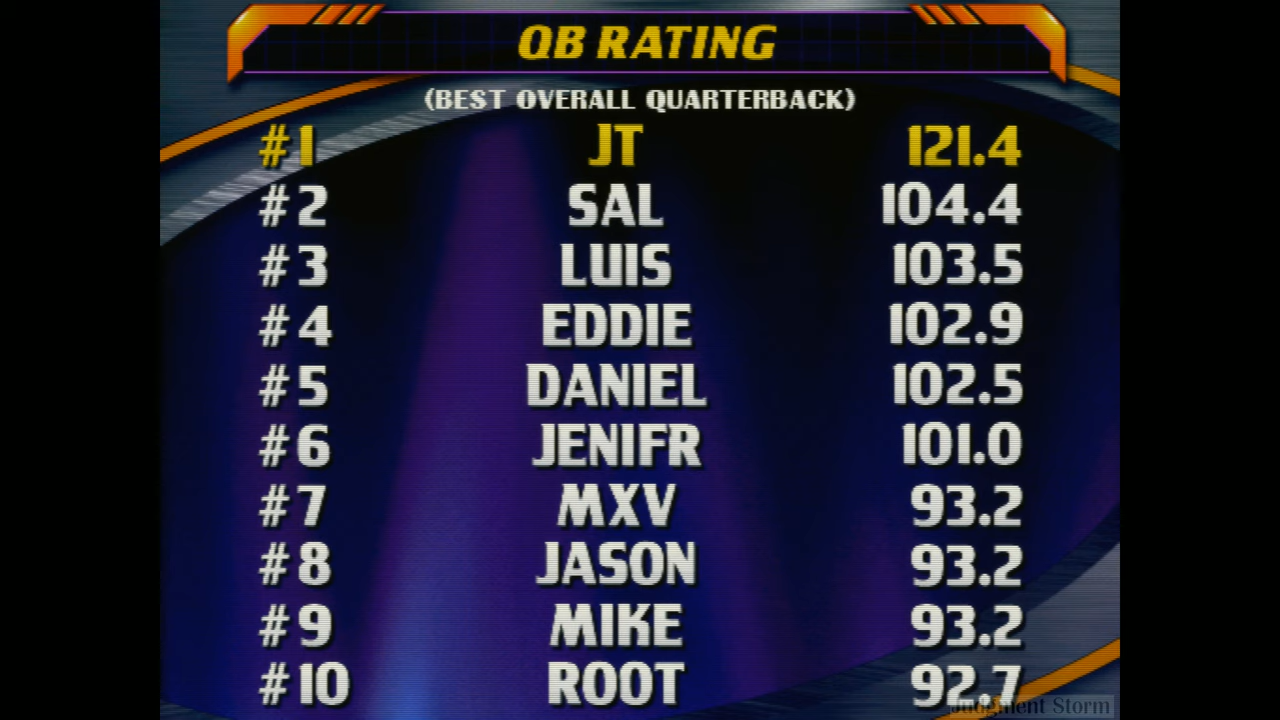 QB RATING
(BEST OVERALL QUARTERBACK)
#1 JT 121.4
#2 SAL 104.4
#3 LUIS 103.5
#4 EDDIE 102.9
#5 DANIEL 102.5
#6 JENIFR 101.0
#7 MXV 93.2
#8 JASON 93.2
#9 MIKE 93.2
#10 ROOT 92.7
Judgment Storm